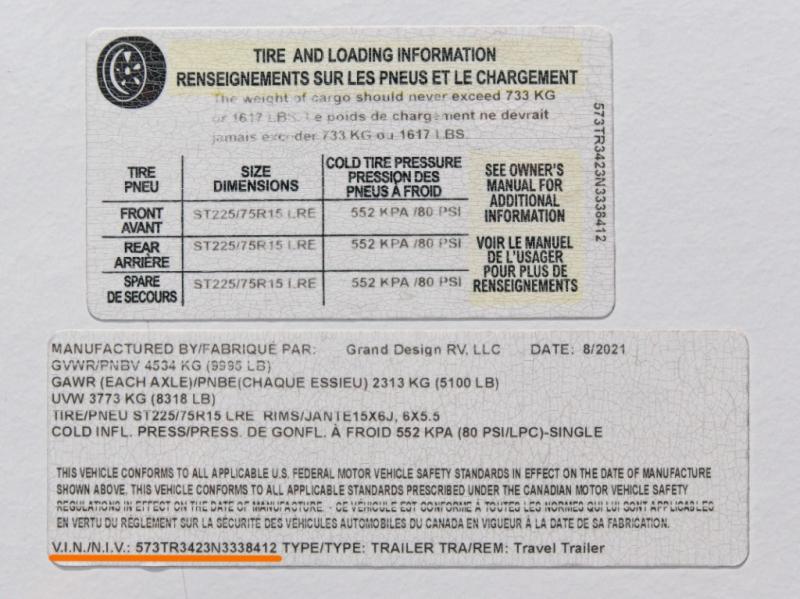 TIRE AND LOADING INFORMATION
RENSEIGNEMENTS SUR LES PNEUS ET LE CHARGEMENT
The weight of cargo should never exceed 733 KG
or 1617 LBS. Le poids de chargement ne devrait
jamais exceder 733 KG ou 1617 LBS.
573TR3423N3338412
TIRE
PNEU
SIZE
DIMENSIONS
COLD TIRE PRESSURE
PRESSION DES
PNEUS À FROID
FRONT
AVANT
ST225/75R15 LRE
552 KPA /80 PSI
REAR
ARRIÈRE
ST225/75R15 LRE
552 KPA /80 PSI
SPARE
DE SECOURS
ST225/75R15 LRE
552 KPA /80 PSI
SEE OWNER'S
MANUAL FOR
ADDITIONAL
INFORMATION
VOIR LE MANUEL
DE L'USAGER
POUR PLUS DE
RENSEIGNEMENTS
MANUFACTURED BY/FABRIQUÉ PAR: Grand Design RV, LLC DATE: 8/2021
GVWR/PNBV 4534 KG (9995 LB)
GAWR (EACH AXLE)/PNBE(CHAQUE ESSIEU) 2313 KG (5100 LB)
UVW 3773 KG (8318 LB)
TIRE/PNEU ST225/75R15 LRE RIMS/JANTE15X6J, 6X5.5
COLD INFL. PRESS/PRESS. DE GONFL. À FROID 552 KPA (80 PSI/LPC)-SINGLE
THIS VEHICLE CONFORMS TO ALL APPLICABLE U.S. FEDERAL MOTOR VEHICLE SAFETY STANDARDS IN EFFECT ON THE DATE OF MANUFACTURE
SHOWN ABOVE. THIS VEHICLE CONFORMS TO ALL APPLICABLE STANDARDS PRESCRIBED UNDER THE CANADIAN MOTOR VEHICLE SAFETY
REGULATIONS IN EFFECT ON THE DATE OF MANUFACTURE. - CE VÉHICULE EST CONFORME À TOUTES LES NORMES QUI LUI SONT APPLICABLES
EN VERTU DU RÈGLEMENT SUR LA SÉCURITÉ DES VÉHICULES AUTOMOBILES DU CANADA EN VIGUEUR À LA DATE DE SA FABRICATION.
V.I.N./N.I.V.: 573TR3423N3338412 TYPE/TYPE: TRAILER TRA/REM: Travel Trailer